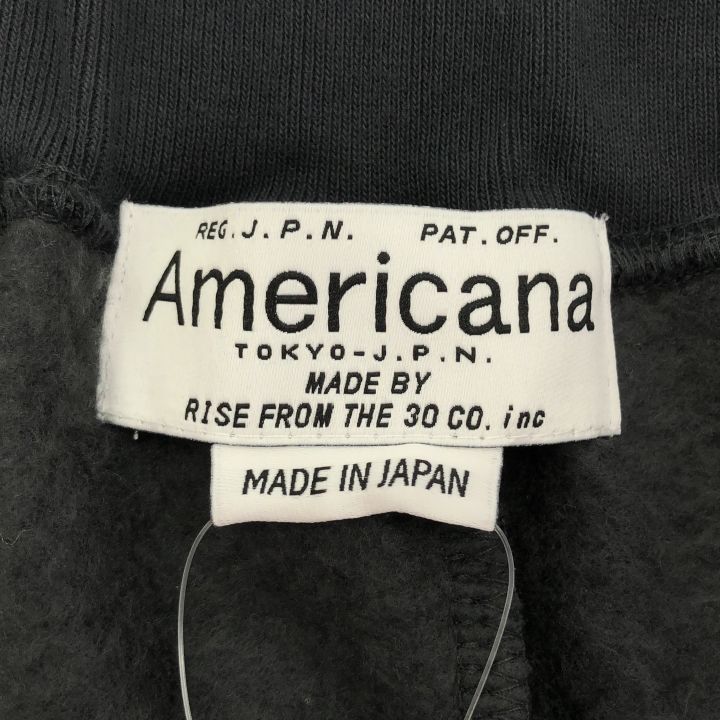 REG. J.P.N. PAT.OFF.
Americana
TOKYO-J.P.N.
MADE BY
RISE FROM THE 30 CO. inc
MADE IN JAPAN